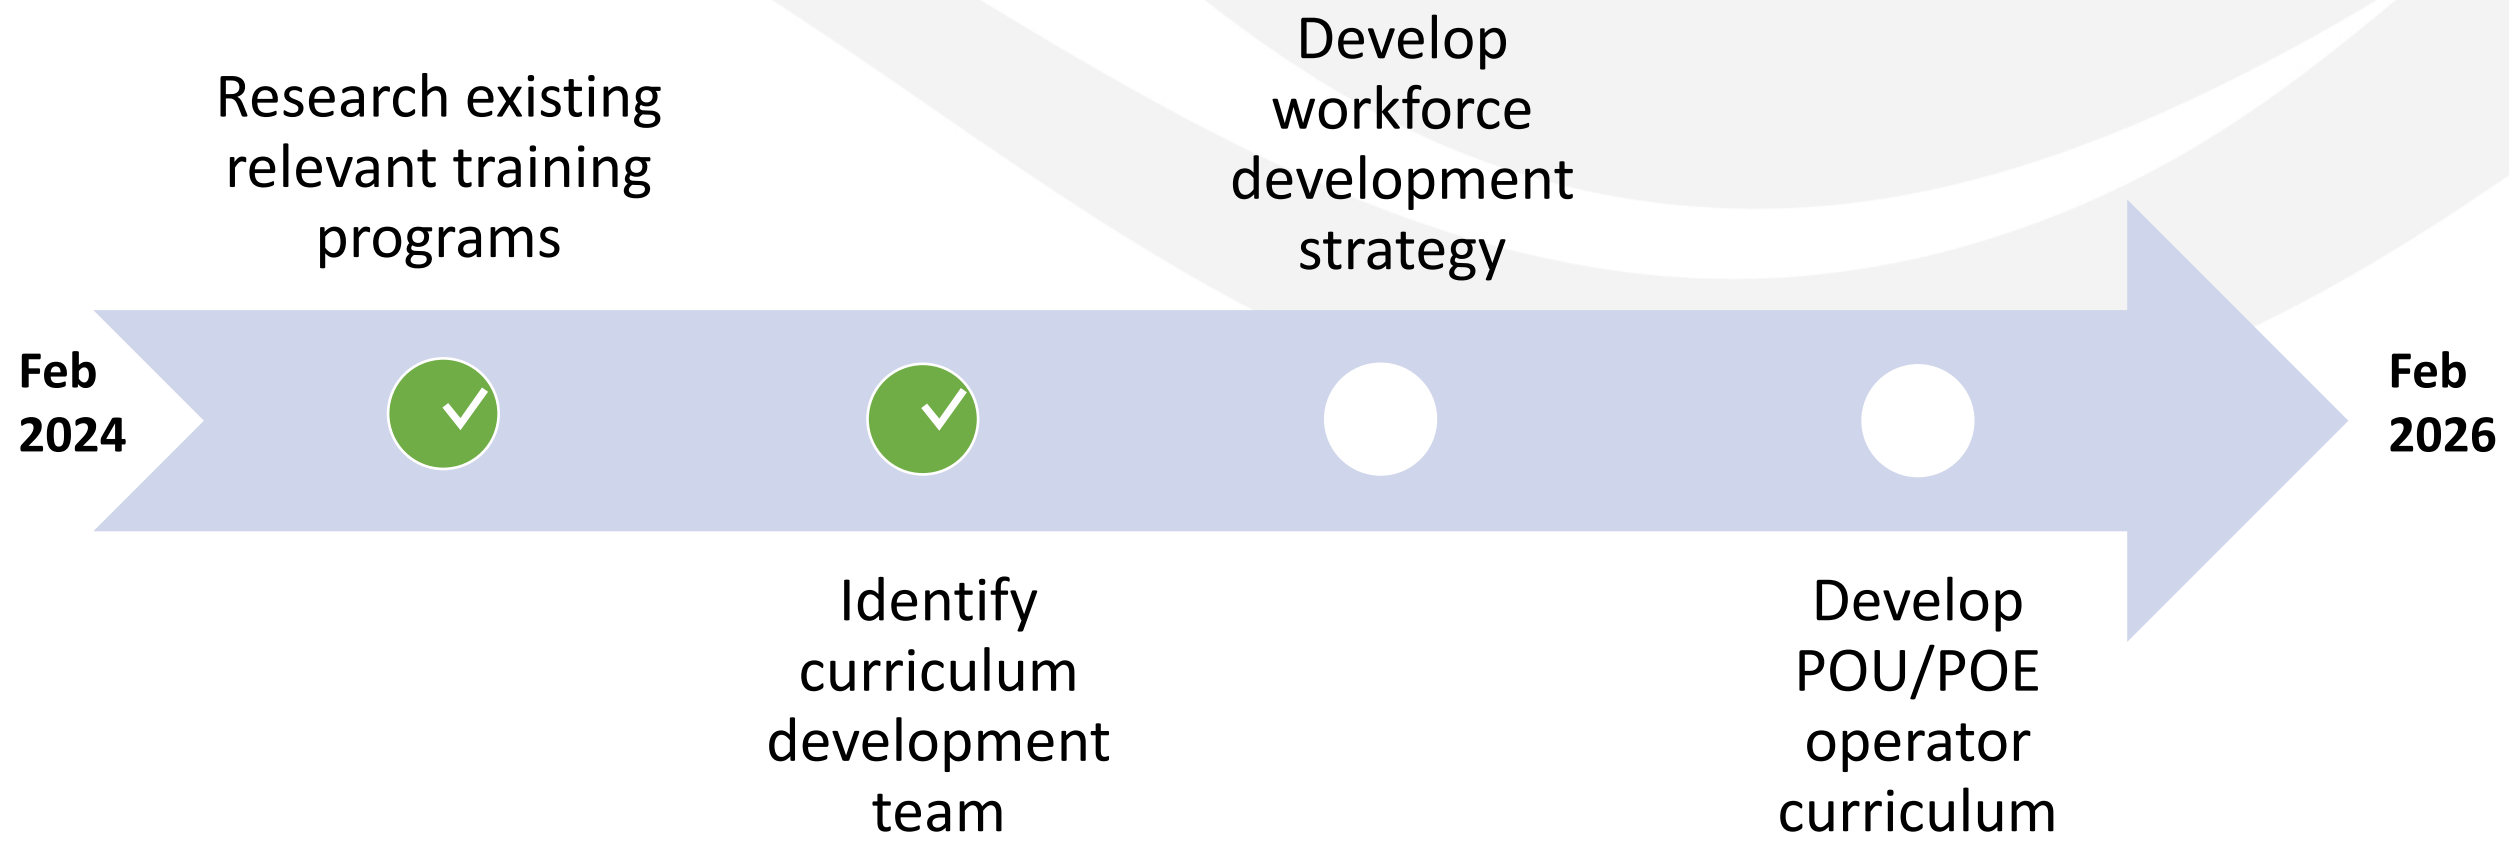 Feb
2024
Research existing
relevant training
programs
Identify
curriculum
development
team
Develop
workforce
development
strategy
Develop
POU/POE
operator
curriculum
Feb
2026